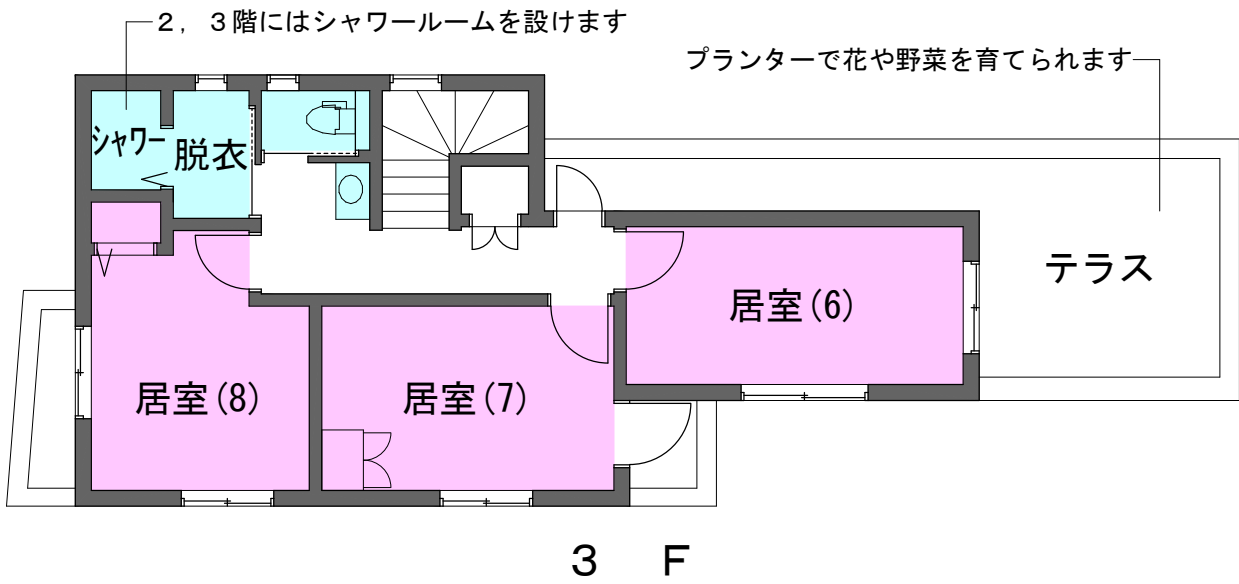 ２，３階にはシャワールームを設けます
プランターで花や野菜を育てられます
シャワー
脱衣
テラス
居室(6)
居室(8)
居室(7)
３　Ｆ